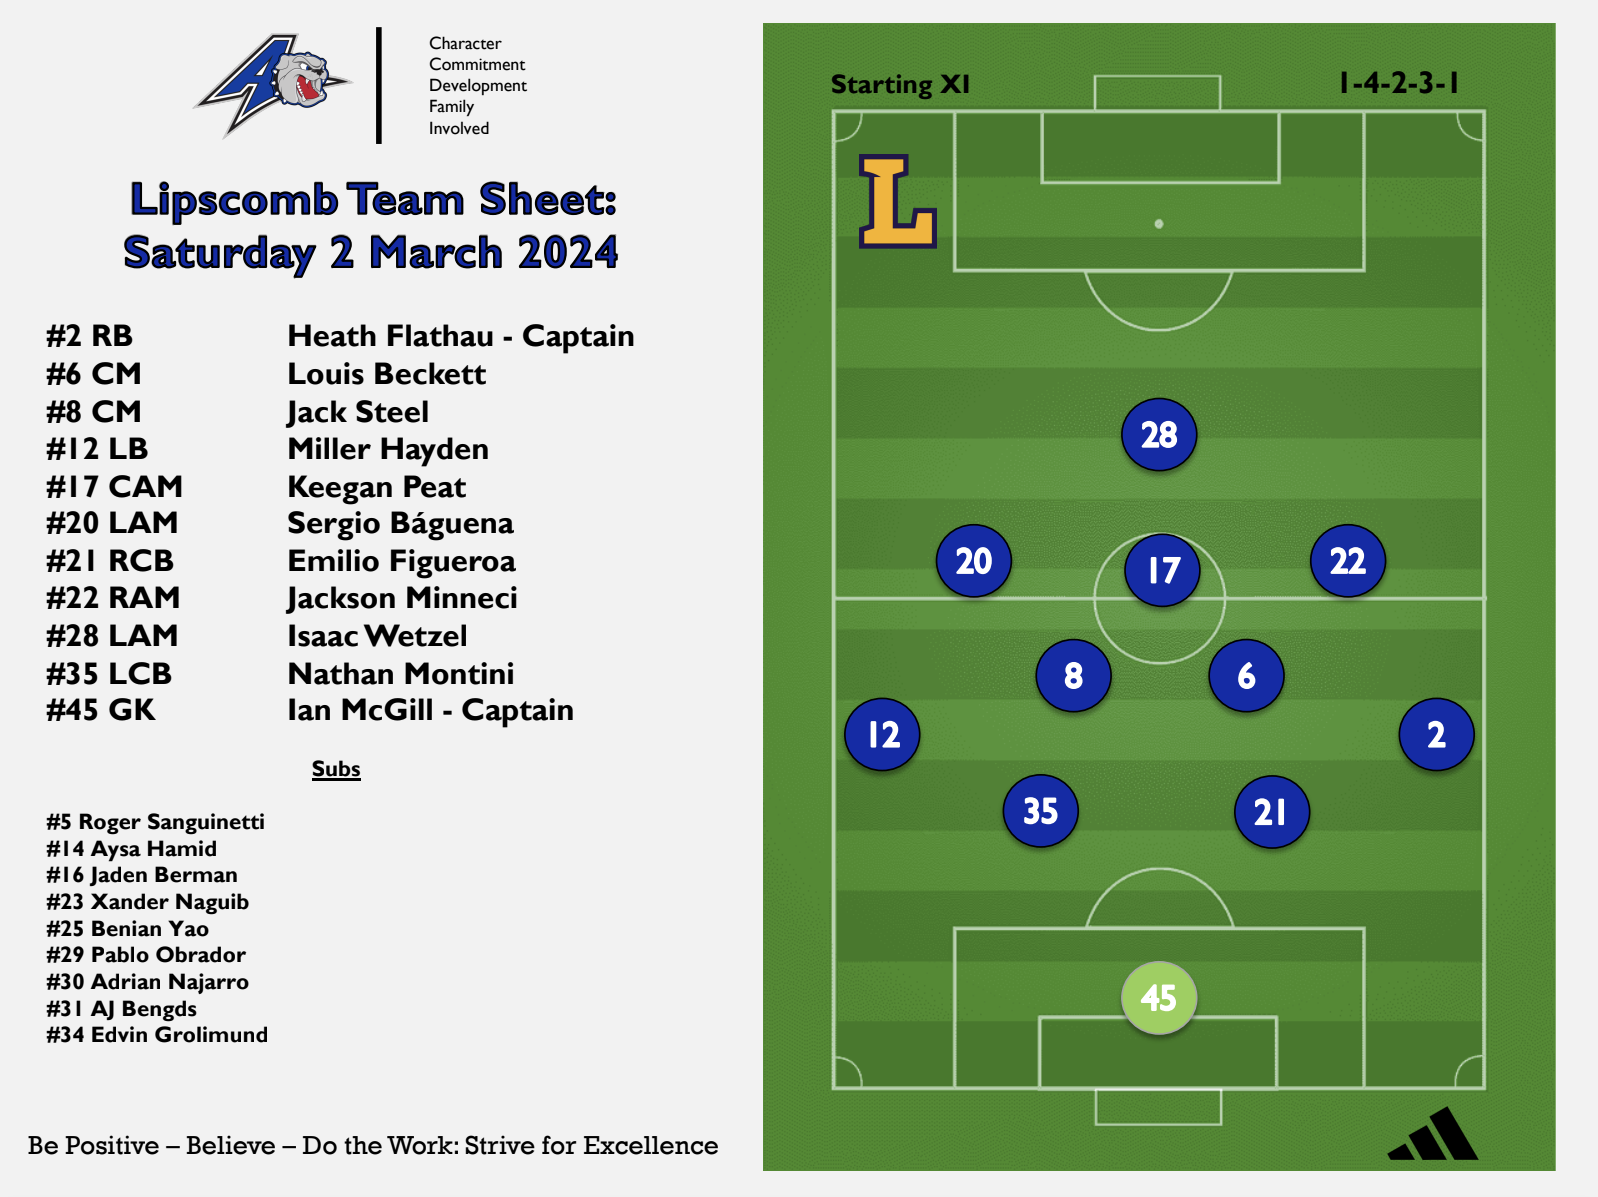 Character
Commitment
Development
Family
Involved
Lipscomb Team Sheet:
Saturday 2 March 2024
#2 RB Heath Flathau - Captain
#6 CM Louis Beckett
#8 CM Jack Steel
#12 LB Miller Hayden
#17 CAM Keegan Peat
#20 LAM Sergio Báguena
#21 RCB Emilio Figueroa
#22 RAM Jackson Minneci
#28 LAM Isaac Wetzel
#35 LCB Nathan Montini
#45 GK Ian McGill - Captain
Subs
#5 Roger Sanguinetti
#14 Aysa Hamid
#16 Jaden Berman
#23 Xander Naguib
#25 Benian Yao
#29 Pablo Obrador
#30 Adrian Najarro
#31 AJ Bengds
#34 Edvin Grolimund
Be Positive – Believe – Do the Work: Strive for Excellence
Starting XI 1-4-2-3-1
L
28
20 17 22
8 6
12 2
35 21
45